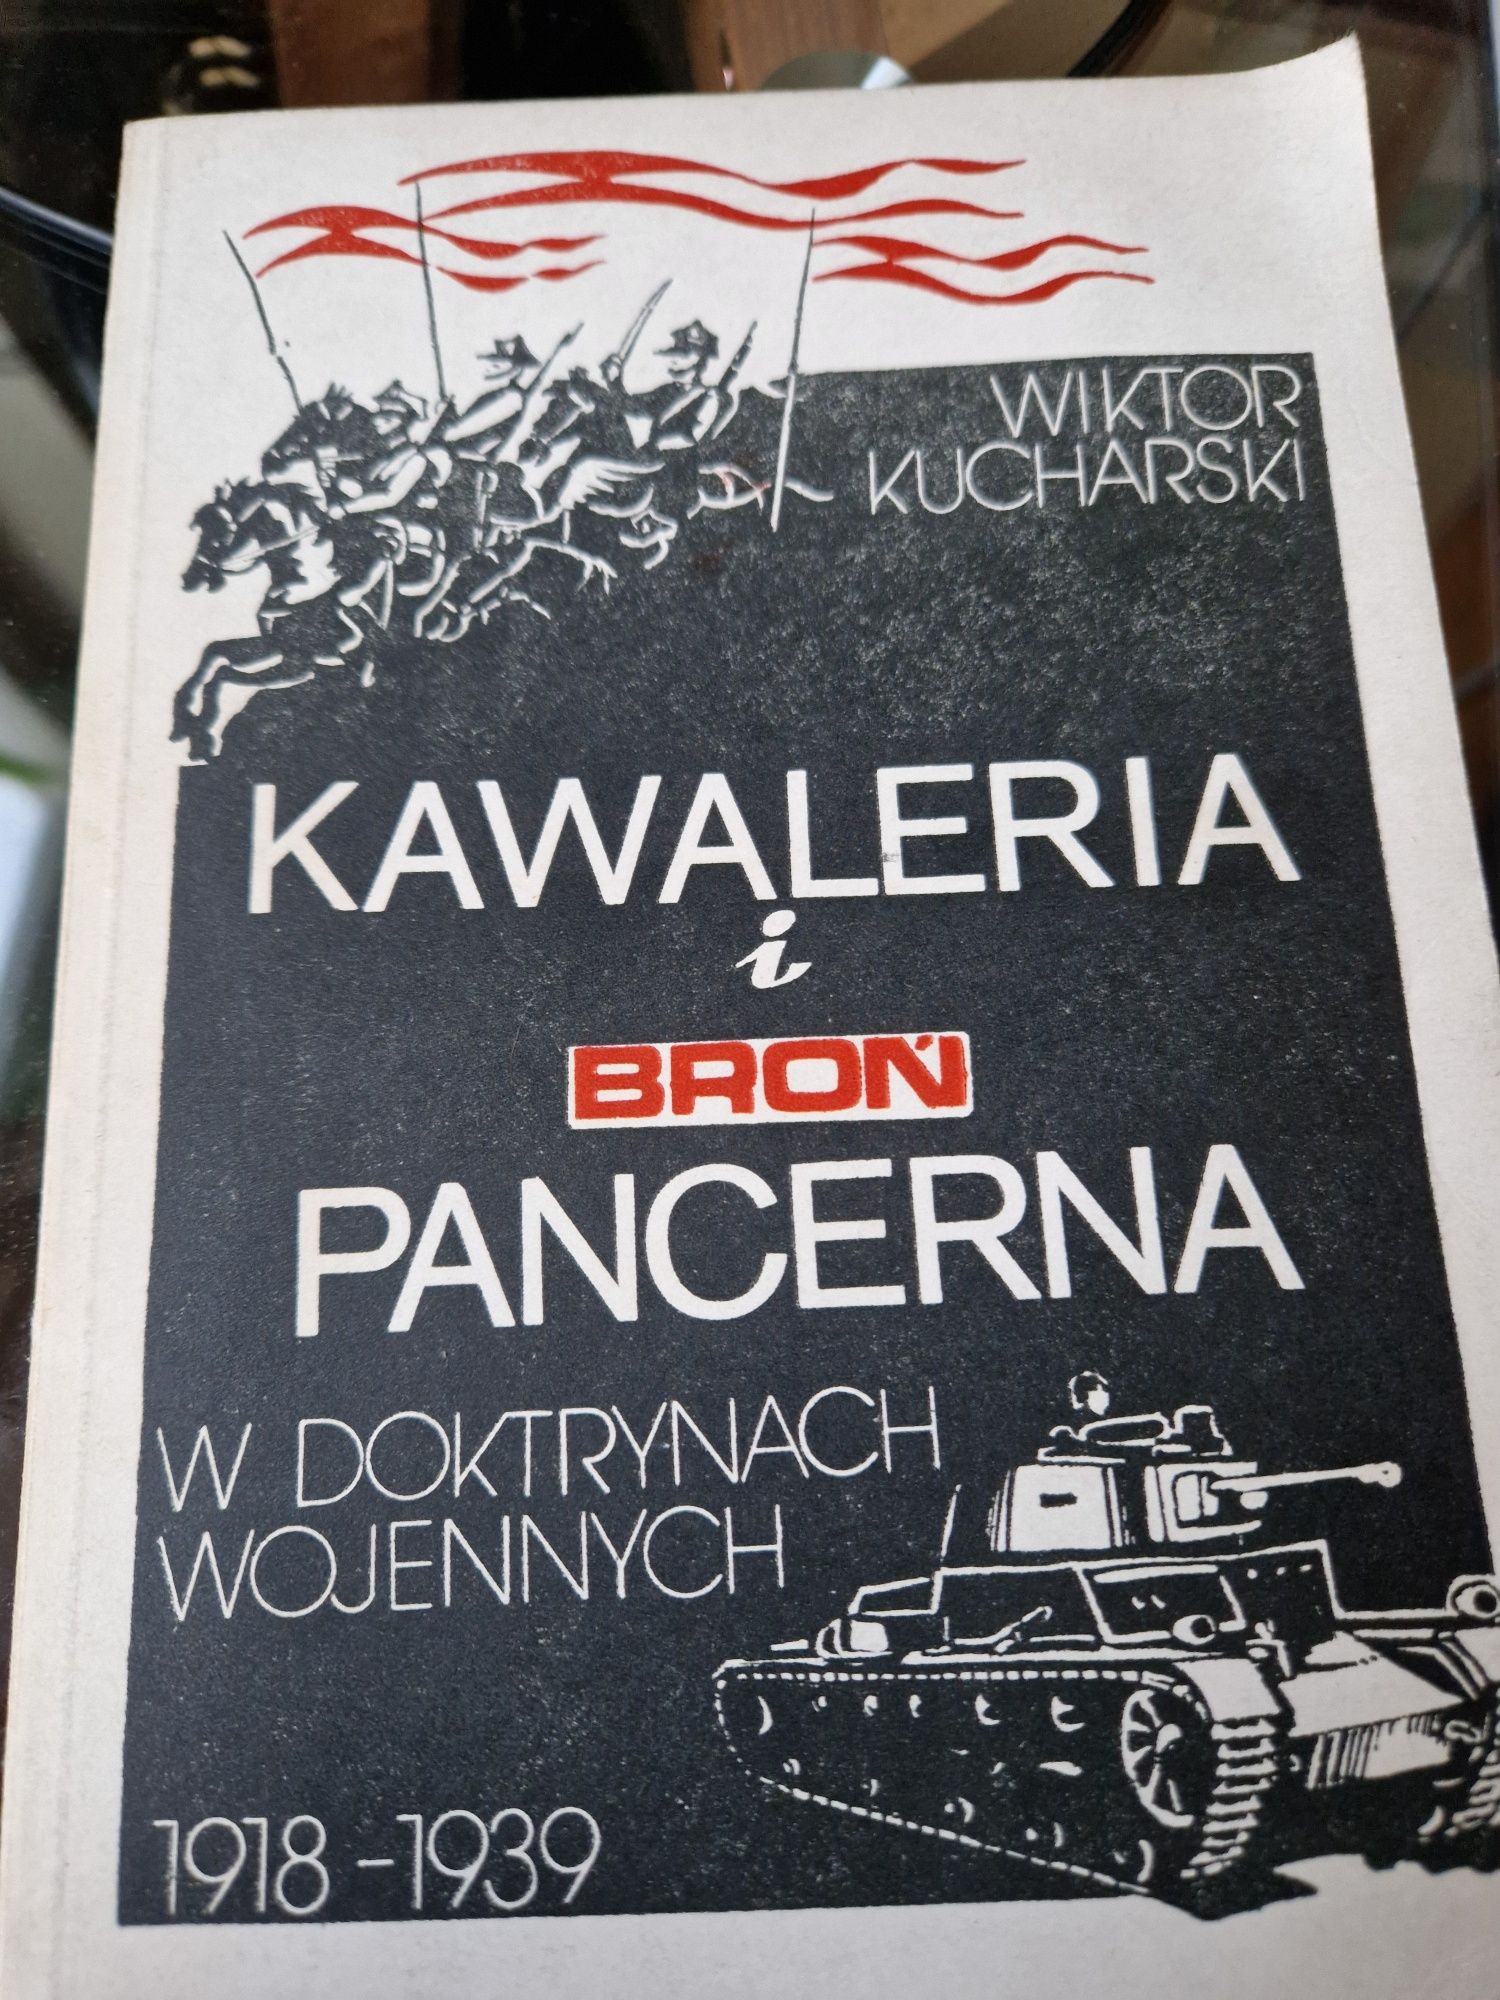 WIKTOR
KUCHARSKI
KAWALERIA
i
BROŃ
PANCERNA
W DOKTRYNACH
WOJENNYCH
1918-1939